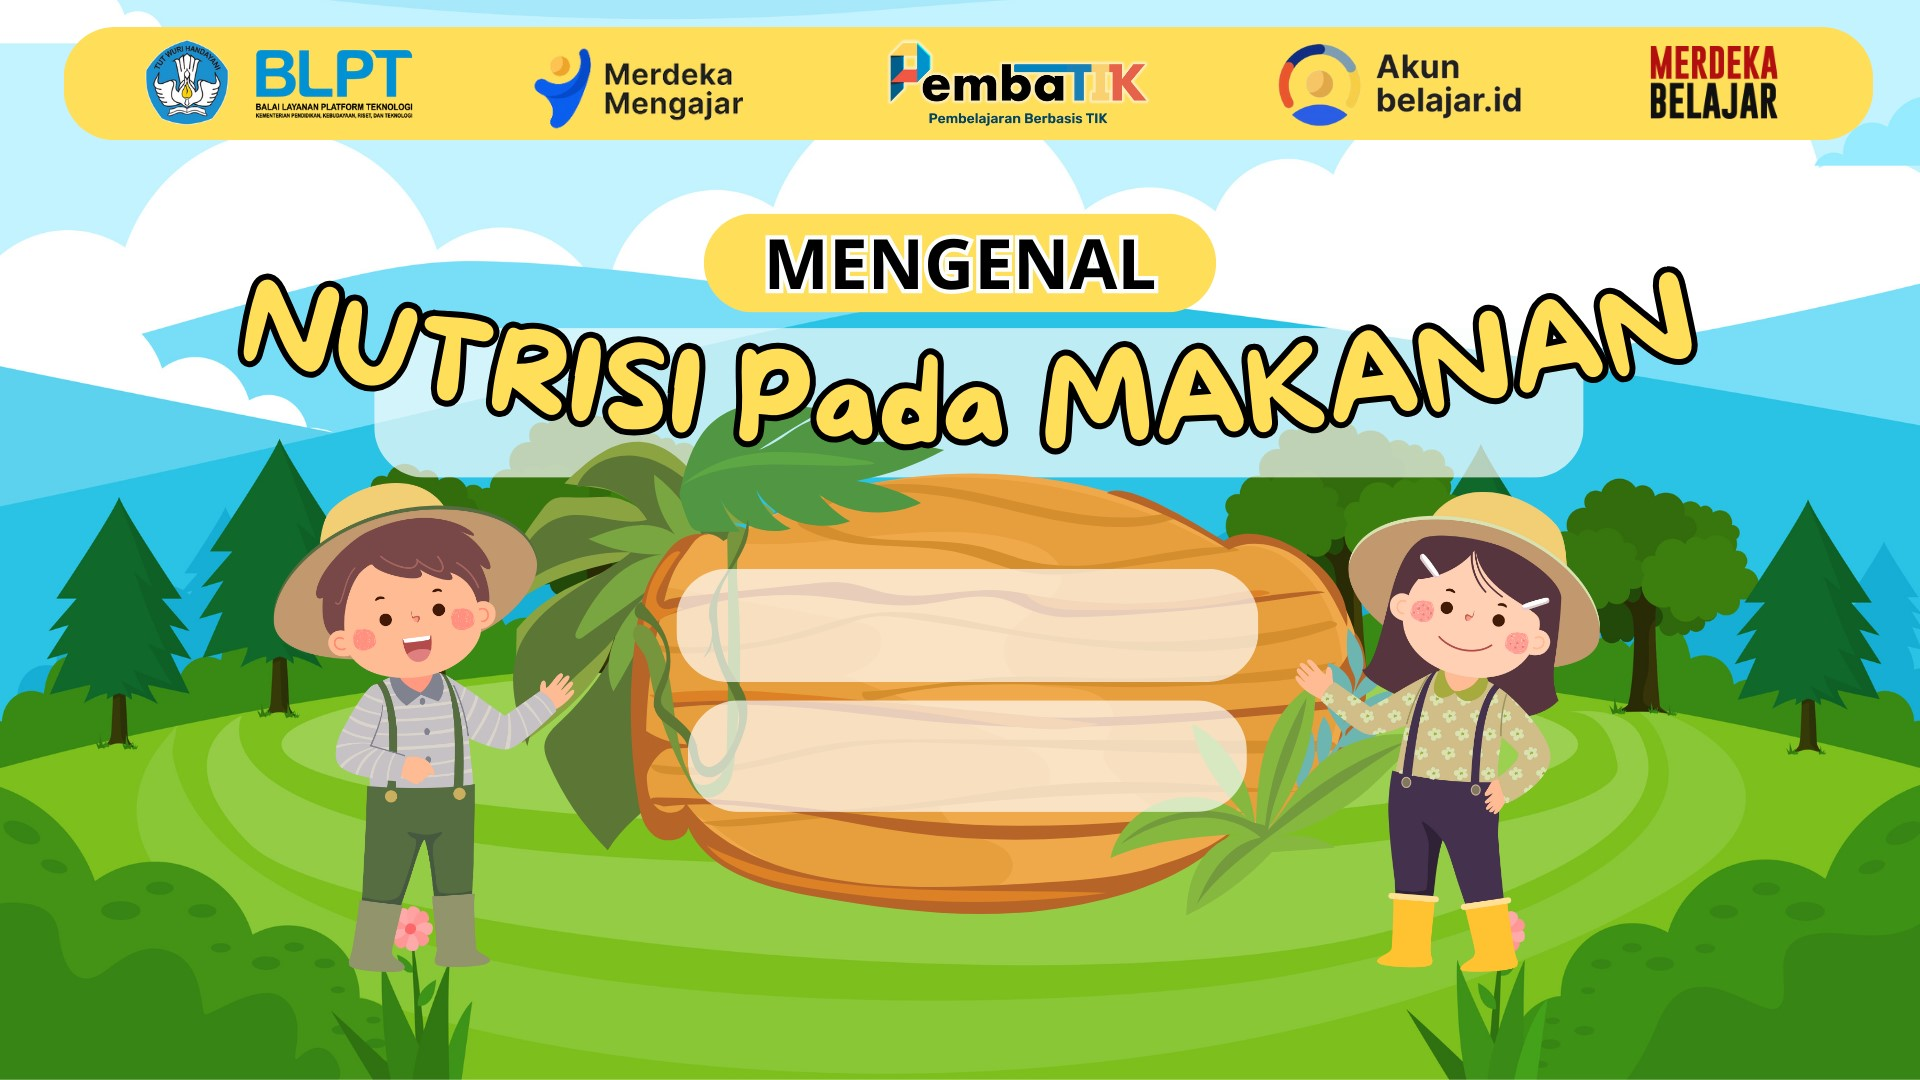 TUT WURI HANDAYANI
BLPT
BALAI LAYANAN PLATFORM TEKNOLOGI
KEMENTERIAN PENDIDIKAN, KEBUDAYAAN, RISET, DAN TEKNOLOGI
Merdeka
Mengajar
PembaTIK
Pembelajaran Berbasis TIK
Akun
belajar.id
MERDEKA
BELAJAR
MENGENAL
NUTRISI Pada MAKANAN